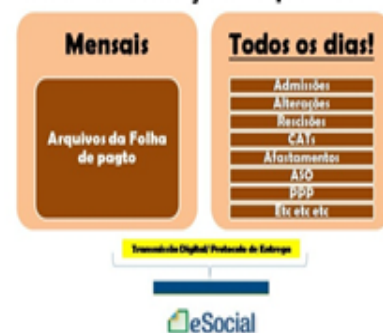 Mensais
Arquivos da Folha
de pagto
Todos os dias!
Admissões
Alterações
Rescisões
CATs
Afastamentos
ASO
PPP
Etc etc etc
Transmissão Digital/ Protocolo de Entrega
eSocial